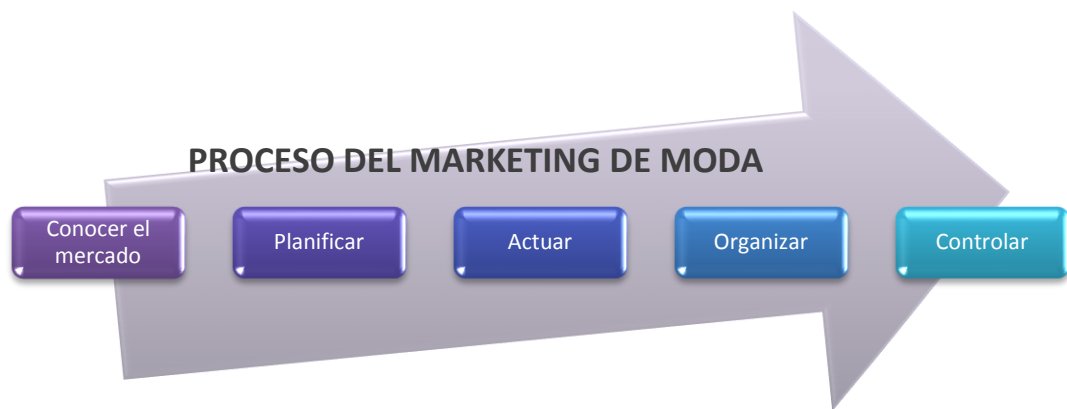 PROCESO DEL MARKETING DE MODA
Conocer el
mercado
Planificar
Actuar
Organizar
Controlar